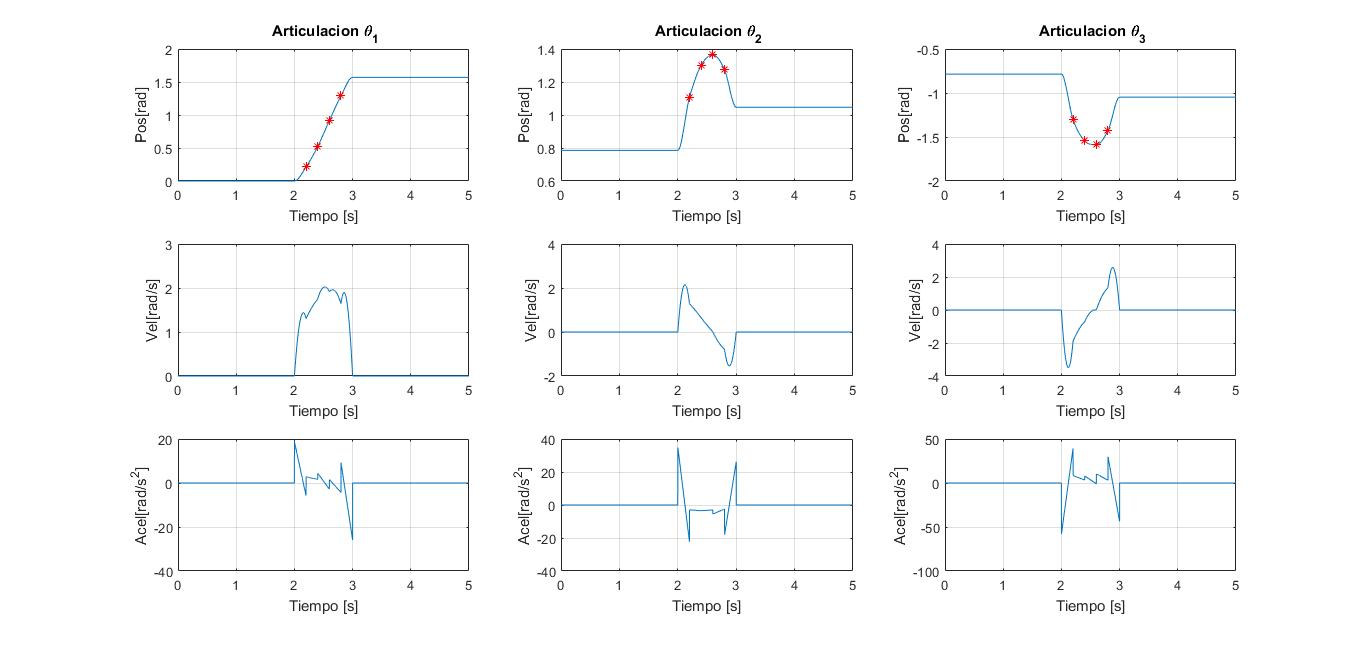 Articulacion θ1
Pos[rad]
2
1.5
1
0.5
0
0 1 2 3 4 5
Tiempo [s]
Articulacion θ2
Pos[rad]
1.4
1.2
1
0.8
0.6
0 1 2 3 4 5
Tiempo [s]
Articulacion θ3
Pos[rad]
-0.5
-1
-1.5
-2
0 1 2 3 4 5
Tiempo [s]
Vel[rad/s]
3
2
1
0
0 1 2 3 4 5
Tiempo [s]
Vel[rad/s]
4
2
0
-2
0 1 2 3 4 5
Tiempo [s]
Vel[rad/s]
4
2
0
-2
-4
0 1 2 3 4 5
Tiempo [s]
Acel[rad/s2]
20
0
-20
-40
0 1 2 3 4 5
Tiempo [s]
Acel[rad/s2]
40
20
0
-20
-40
0 1 2 3 4 5
Tiempo [s]
Acel[rad/s2]
50
0
-50
-100
0 1 2 3 4 5
Tiempo [s]